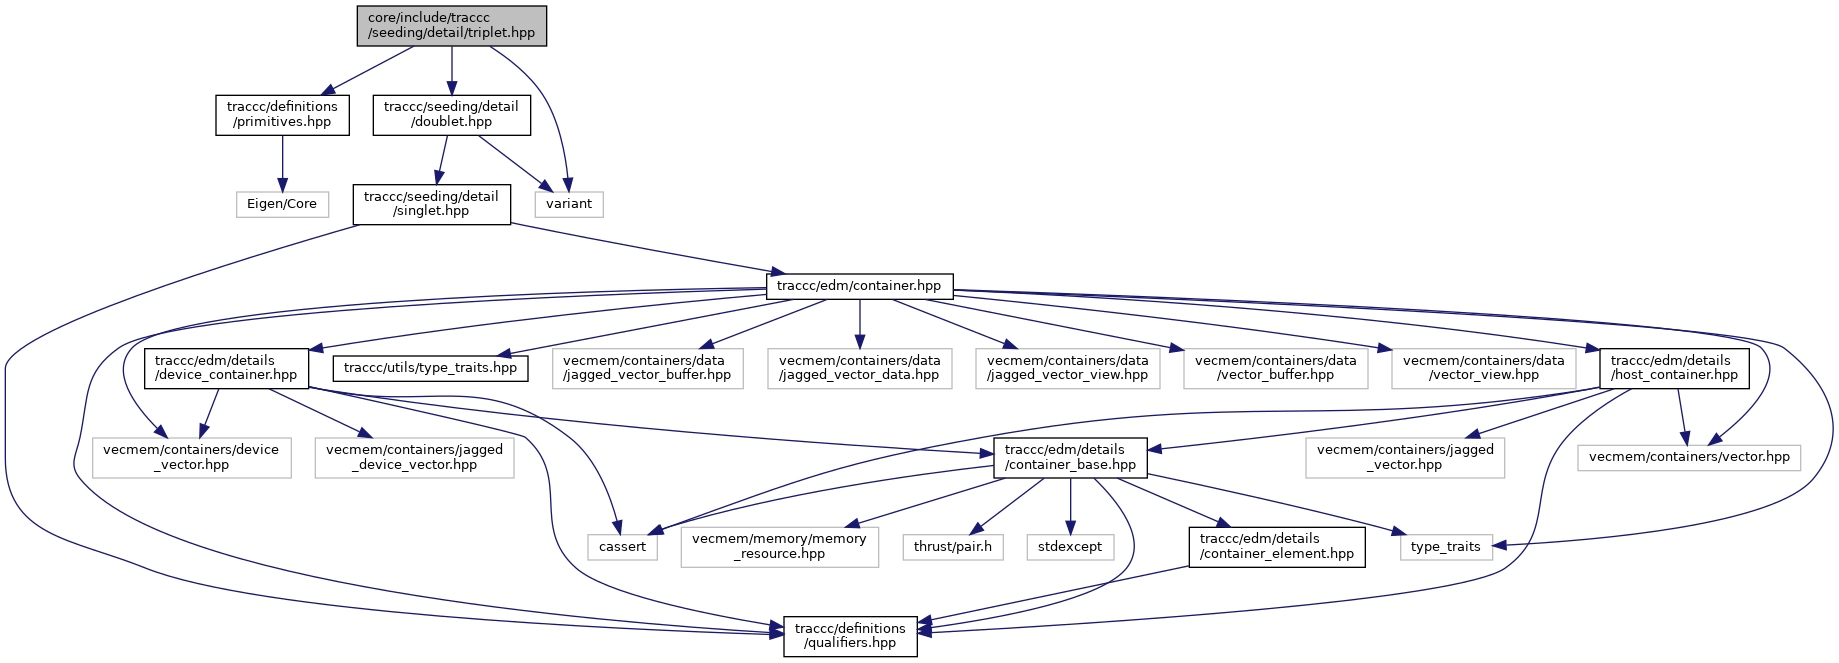 core/include/traccc
/seeding/detail/triplet.hpp
traccc/definitions
/primitives.hpp
traccc/seeding/detail
/doublet.hpp
Eigen/Core
traccc/seeding/detail
/singlet.hpp
variant
traccc/edm/container.hpp
traccc/edm/details
/device_container.hpp
traccc/utils/type_traits.hpp
vecmem/containers/data
/jagged_vector_buffer.hpp
vecmem/containers/data
/jagged_vector_data.hpp
vecmem/containers/data
/jagged_vector_view.hpp
vecmem/containers/data
/vector_buffer.hpp
vecmem/containers/data
/vector_view.hpp
traccc/edm/details
/host_container.hpp
vecmem/containers/device
_vector.hpp
vecmem/containers/jagged
_device_vector.hpp
traccc/edm/details
/container_base.hpp
vecmem/containers/jagged
_vector.hpp
vecmem/containers/vector.hpp
cassert
vecmem/memory/memory
_resource.hpp
thrust/pair.h
stdexcept
traccc/edm/details
/container_element.hpp
type_traits
traccc/definitions
/qualifiers.hpp